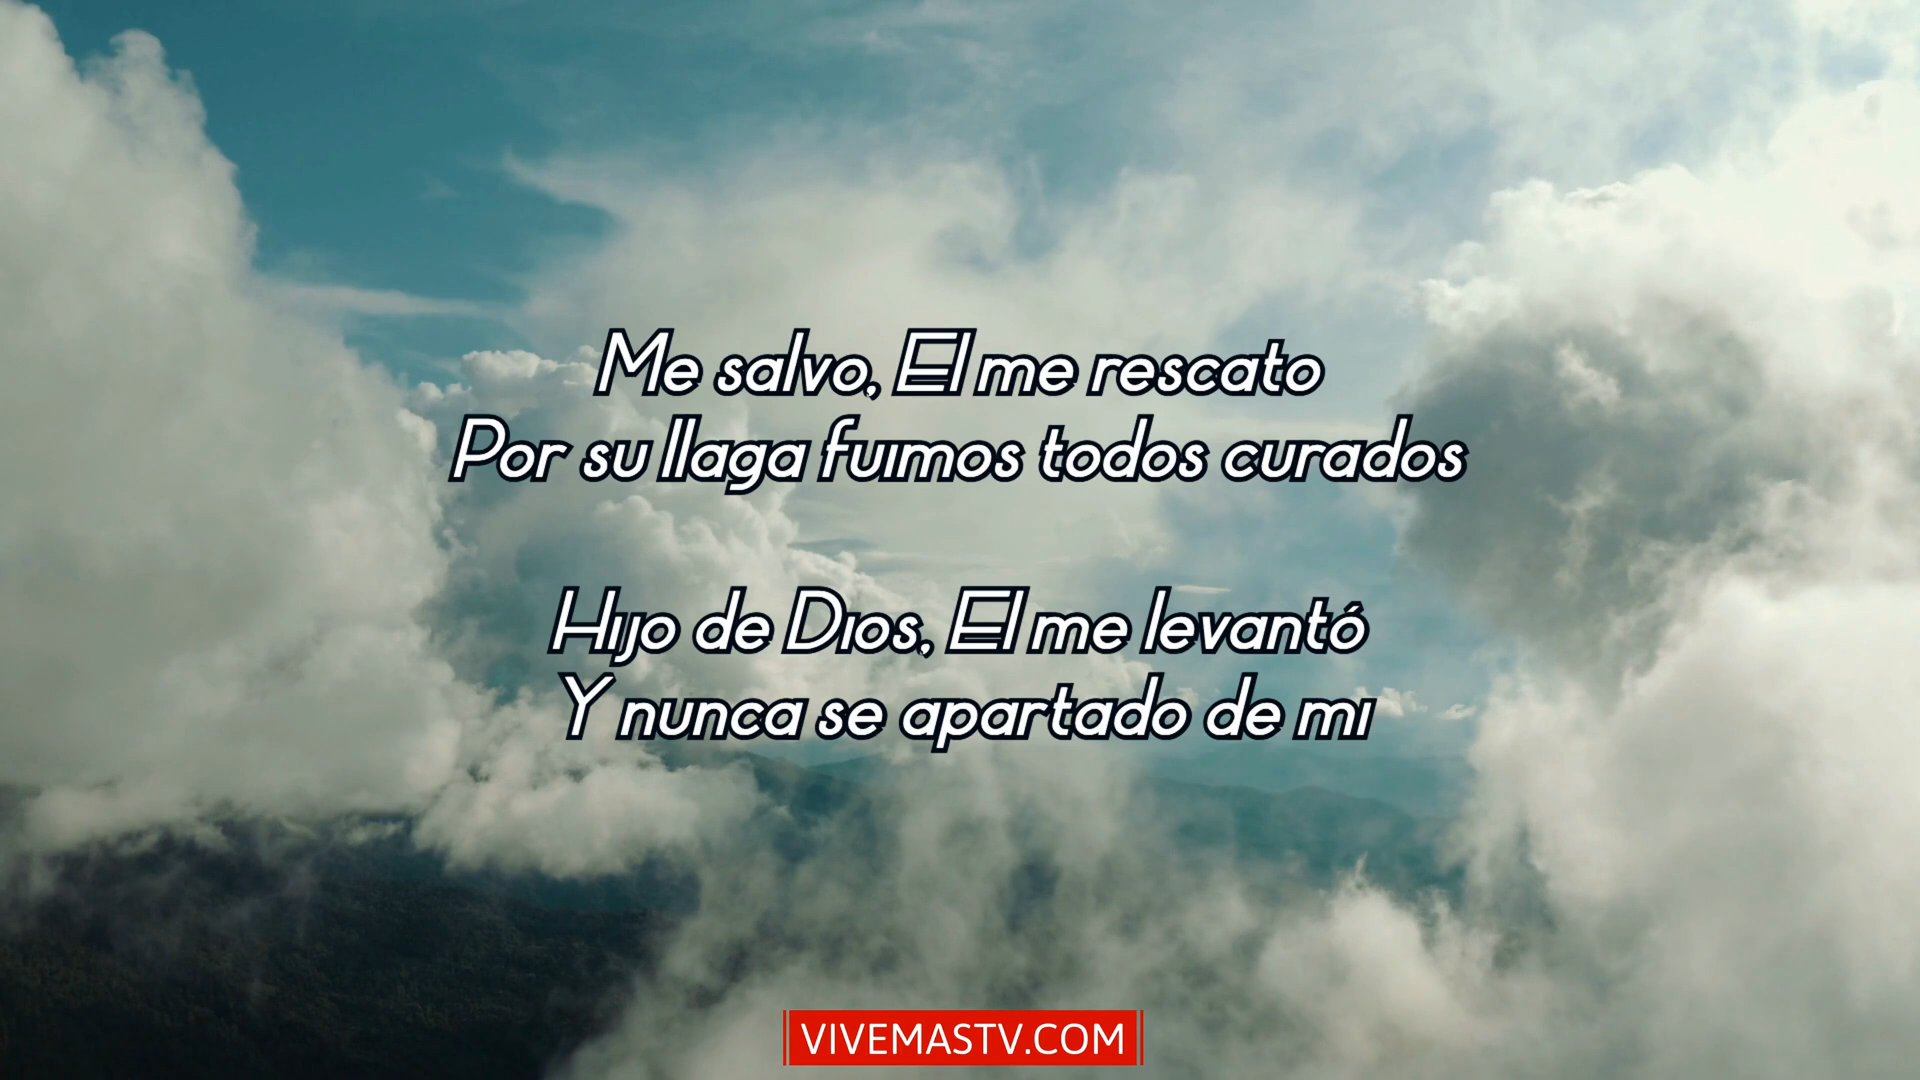 Me salvo, El me rescato
Por su llaga fuimos todos curados
Hijo de Dios, El me levantó
Y nunca se apartado de mi
VIVEMASTV.COM